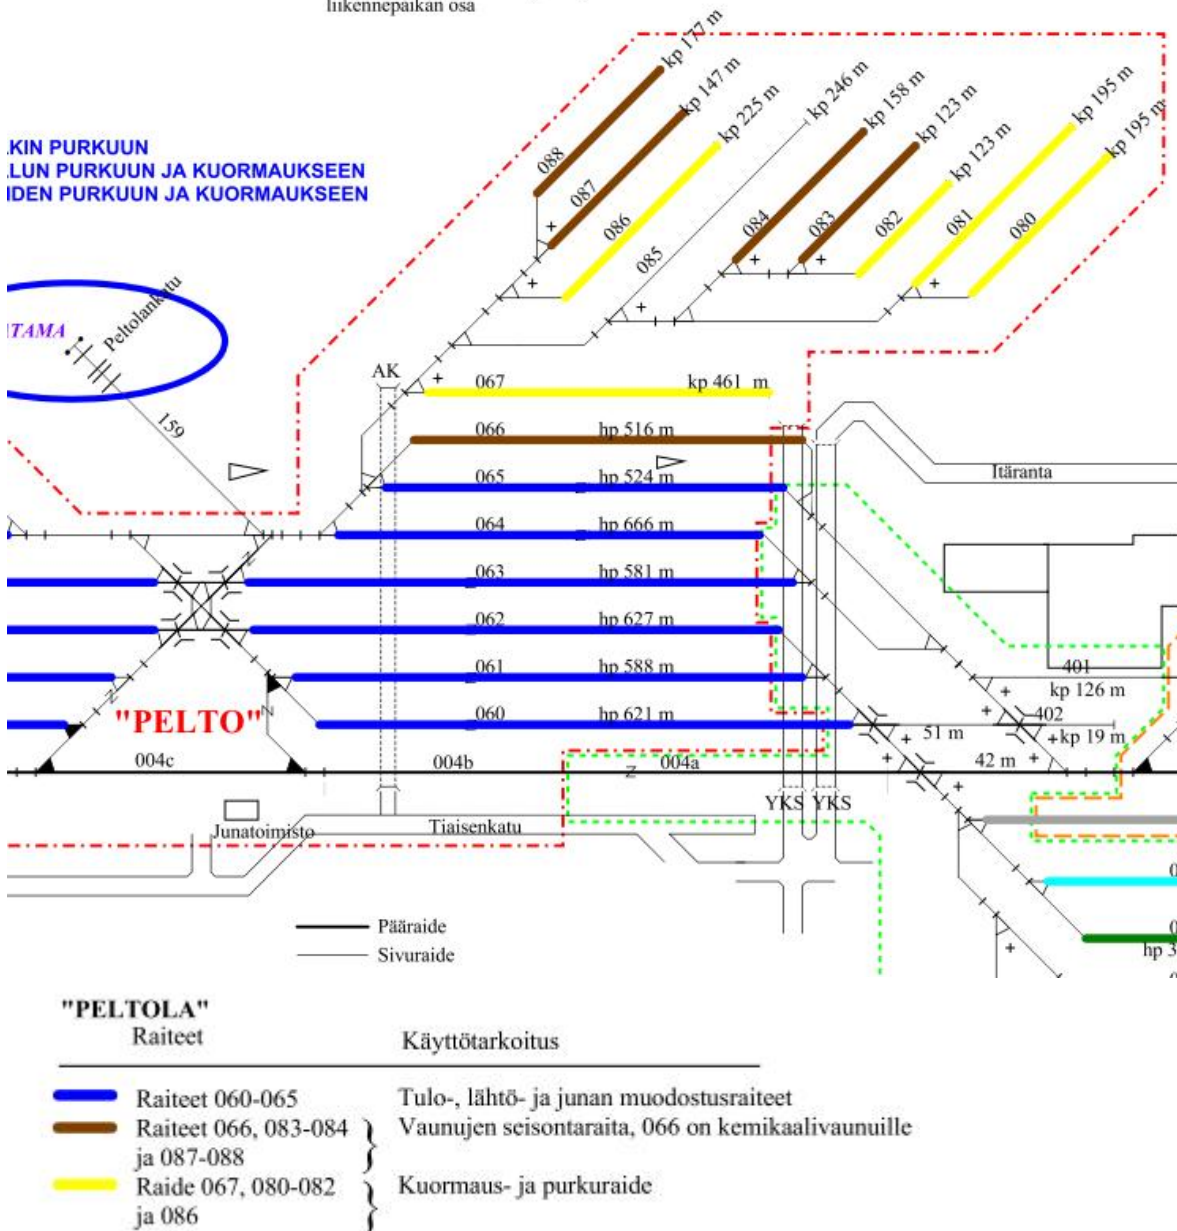 liikennepaikan osa
kp 177 m
kp 147 m
kp 225 m
kp 246 m
kp 158 m
kp 123 m
kp 123 m
kp 195 m
kp 195 m
KIN PURKUUN
LUN PURKUUN JA KUORMAUKSEEN
IDEN PURKUUN JA KUORMAUKSEEN
088
087
086
085
084
083
082
081
080
TAMA
Peltolankatu
159
AK
067 kp 461 m
066 hp 516 m
065 hp 524 m
Itäranta
064 hp 666 m
063 hp 581 m
062 hp 627 m
061 hp 588 m
401
kp 126 m
"PELTO"
060 hp 621 m
402
51 m
kp 19 m
004c 004b 004a 42 m
YKS YKS
Junatoimisto
Tiaisenkatu
Pääraide
Sivuraide
hp 3
"PELTOLA"
Raiteet Käyttötarkoitus
Raiteet 060-065 Tulo-, lähtö- ja junan muodostusraiteet
Raiteet 066, 083-084 } Vaunujen seisontaraita, 066 on kemikaalivaunuille
ja 087-088
Raide 067, 080-082 } Kuormaus- ja purkuraide
ja 086